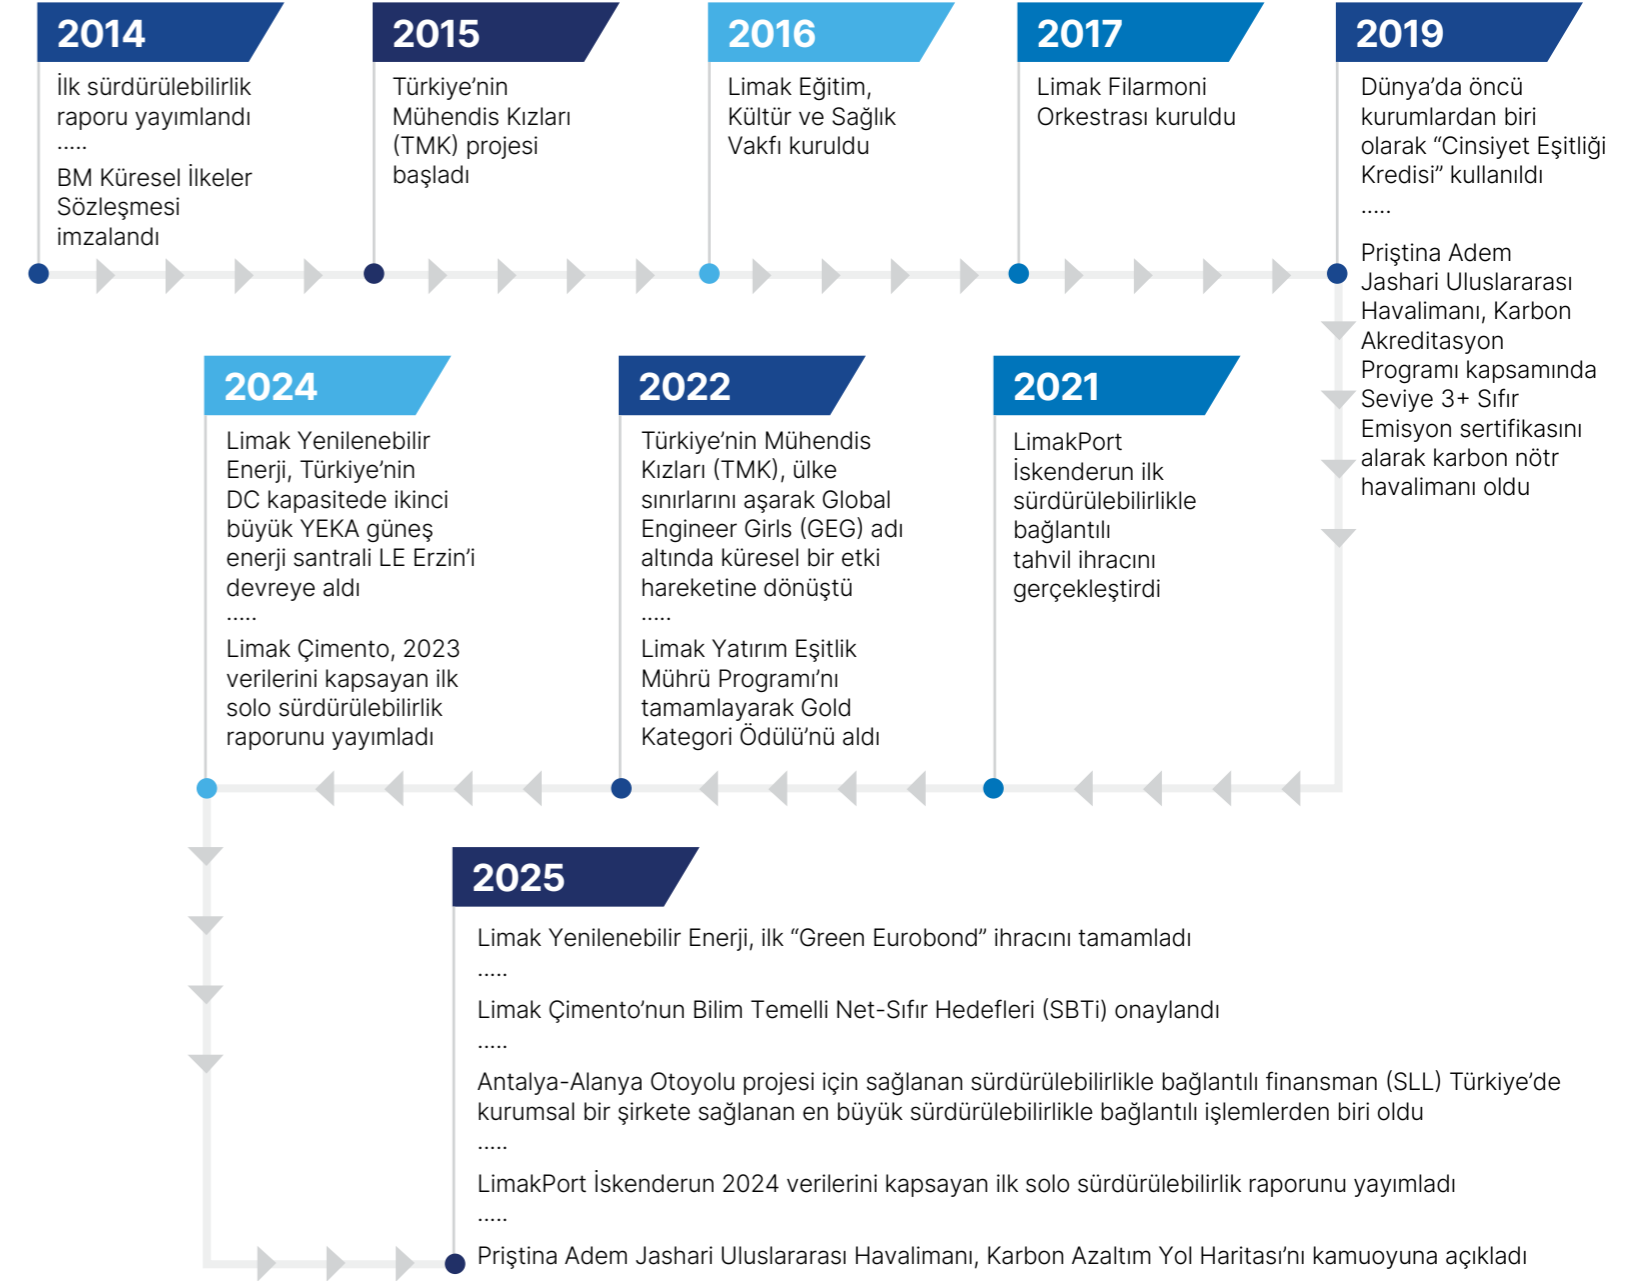 2014
İlk sürdürülebilirlik
raporu yayımlandı
.....
BM Küresel İlkeler
Sözleşmesi
imzalandı
2015
Türkiye’nin
Mühendis Kızları
(TMK) projesi
başladı
2016
Limak Eğitim,
Kültür ve Sağlık
Vakfı kuruldu
2017
Limak Filarmoni
Orkestrası kuruldu
2019
Dünya’da öncü
kurumlardan biri
olarak “Cinsiyet Eşitliği
Kredisi” kullanıldı
.....
Priştina Adem
Jashari Uluslararası
Havalimanı, Karbon
Akreditasyon
Programı kapsamında
Seviye 3+ Sıfır
Emisyon sertifikasını
alarak karbon nötr
havalimanı oldu
2021
LimakPort
İskenderun ilk
sürdürülebilirlikle
bağlantılı
tahvil ihracını
gerçekleştirdi
2022
Türkiye’nin Mühendis
Kızları (TMK), ülke
sınırlarını aşarak Global
Engineer Girls (GEG) adı
altında küresel bir etki
hareketine dönüştü
.....
Limak Yatırım Eşitlik
Mührü Programı’nı
tamamlayarak Gold
Kategori Ödülü’nü aldı
2024
Limak Yenilenebilir
Enerji, Türkiye’nin
DC kapasitede ikinci
büyük YEKA güneş
enerji santrali LE Erzin’i
devreye aldı
.....
Limak Çimento, 2023
verilerini kapsayan ilk
solo sürdürülebilirlik
raporunu yayımladı
2025
Limak Yenilenebilir Enerji, ilk “Green Eurobond” ihracını tamamladı
.....
Limak Çimento’nun Bilim Temelli Net-Sıfır Hedefleri (SBTi) onaylandı
.....
Antalya-Alanya Otoyolu projesi için sağlanan sürdürülebilirlikle bağlantılı finansman (SLL) Türkiye’de
kurumsal bir şirkete sağlanan en büyük sürdürülebilirlikle bağlantılı işlemlerden biri oldu
.....
LimakPort İskenderun 2024 verilerini kapsayan ilk solo sürdürülebilirlik raporunu yayımladı
.....
Priştina Adem Jashari Uluslararası Havalimanı, Karbon Azaltım Yol Haritası’nı kamuoyuna açıkladı